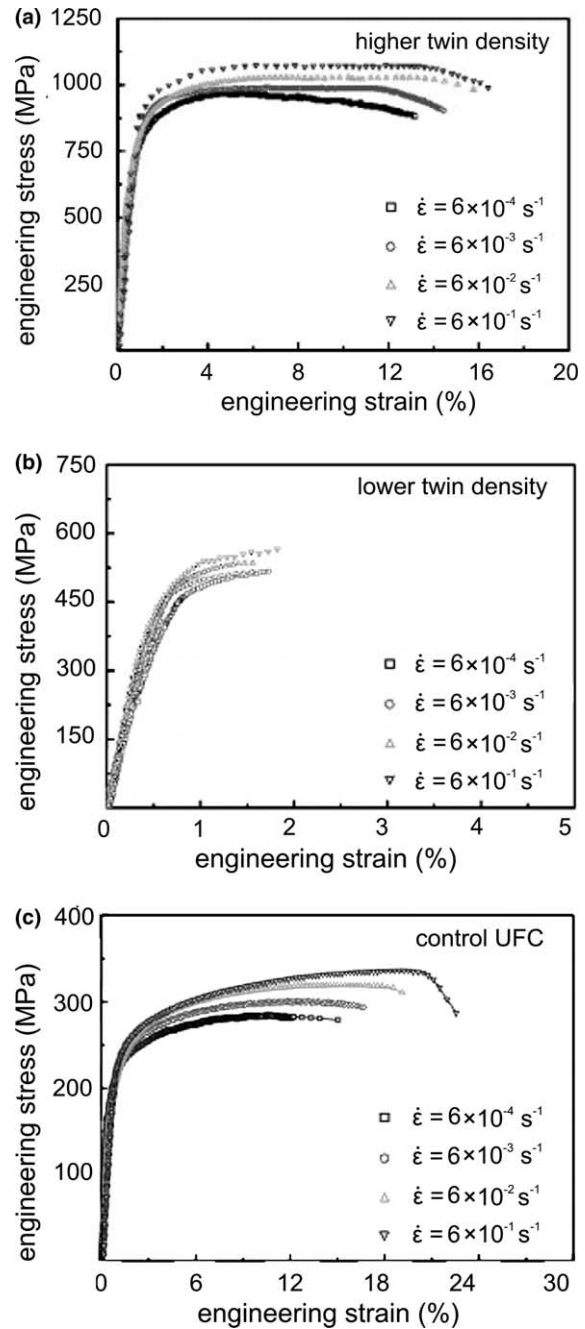 (a)
1250
1000
750
500
250
0
engineering stress (MPa)
higher twin density
ε̇ = 6×10⁻⁴ s⁻¹
ε̇ = 6×10⁻³ s⁻¹
ε̇ = 6×10⁻² s⁻¹
ε̇ = 6×10⁻¹ s⁻¹
0 4 8 12 16 20
engineering strain (%)
(b)
750
600
450
300
150
engineering stress (MPa)
lower twin density
ε̇ = 6×10⁻⁴ s⁻¹
ε̇ = 6×10⁻³ s⁻¹
ε̇ = 6×10⁻² s⁻¹
ε̇ = 6×10⁻¹ s⁻¹
0 1 2 3 4 5
engineering strain (%)
(c)
400
300
200
100
engineering stress (MPa)
control UFC
ε̇ = 6×10⁻⁴ s⁻¹
ε̇ = 6×10⁻³ s⁻¹
ε̇ = 6×10⁻² s⁻¹
ε̇ = 6×10⁻¹ s⁻¹
0 6 12 18 24 30
engineering strain (%)